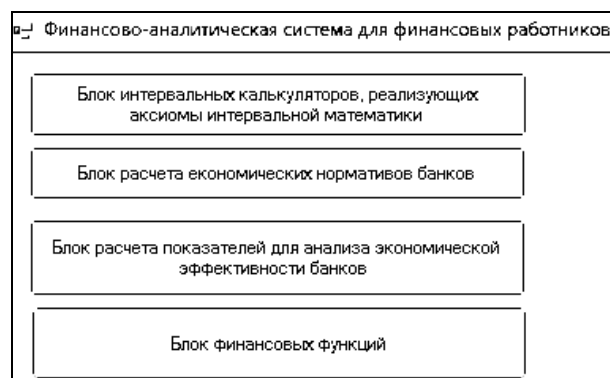 Финансово-аналитическая система для финансовых работников
Блок интервальных калькуляторов, реализующих
аксиомы интервальной математики
Блок расчета економических нормативов банков
Блок расчета показателей для анализа экономической
эффективности банков
Блок финансовых функций